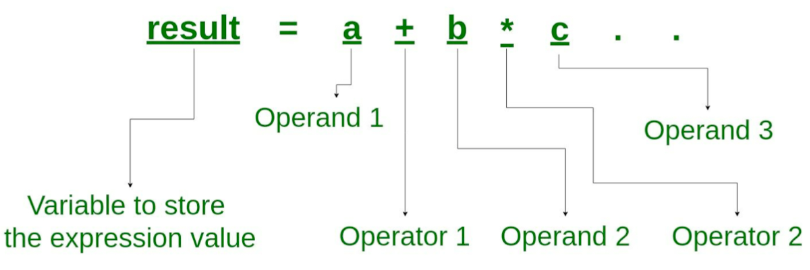 result = a + b * c . .
Operand 1
Operand 3
Variable to store
the expression value
Operator 1
Operand 2
Operator 2